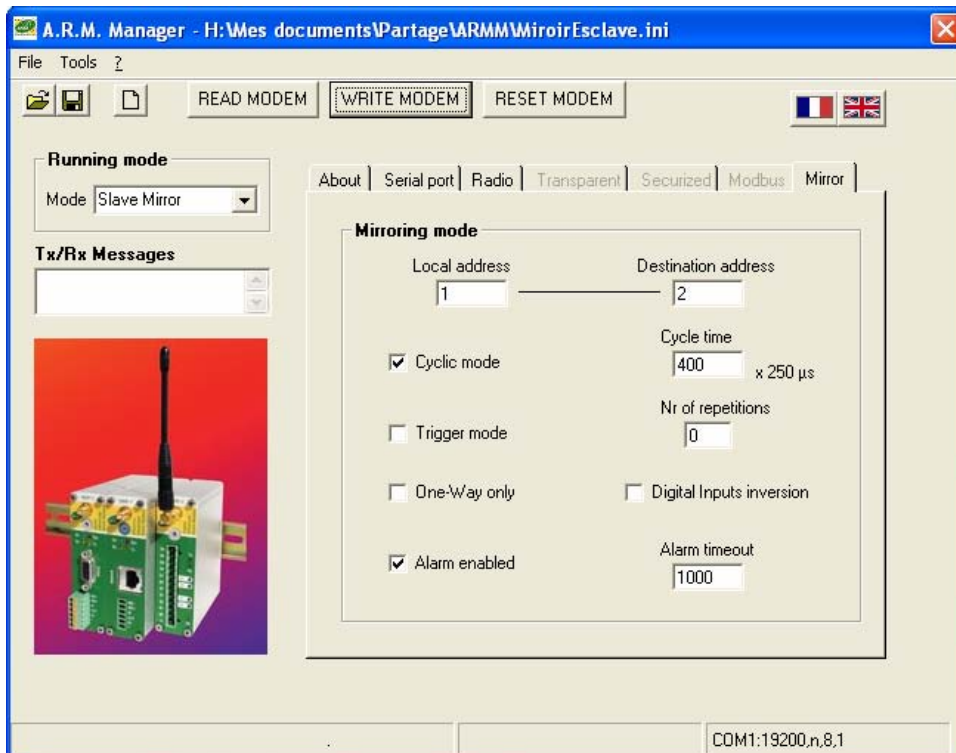 A.R.M. Manager - H:\Mes documents\Partage\ARMM\MiroirEsclave.ini
File Tools ?
READ MODEM WRITE MODEM RESET MODEM
Running mode
Mode Slave Mirror
Tx/Rx Messages
About Serial port Radio Transparent Securized Modbus Mirror
Mirroring mode
Local address Destination address
1 2
Cyclic mode
Cycle time
400 x 250 µs
Trigger mode
Nr of repetitions
0
One-Way only Digital Inputs inversion
Alarm enabled
Alarm timeout
1000
. COM1:19200,n,8,1